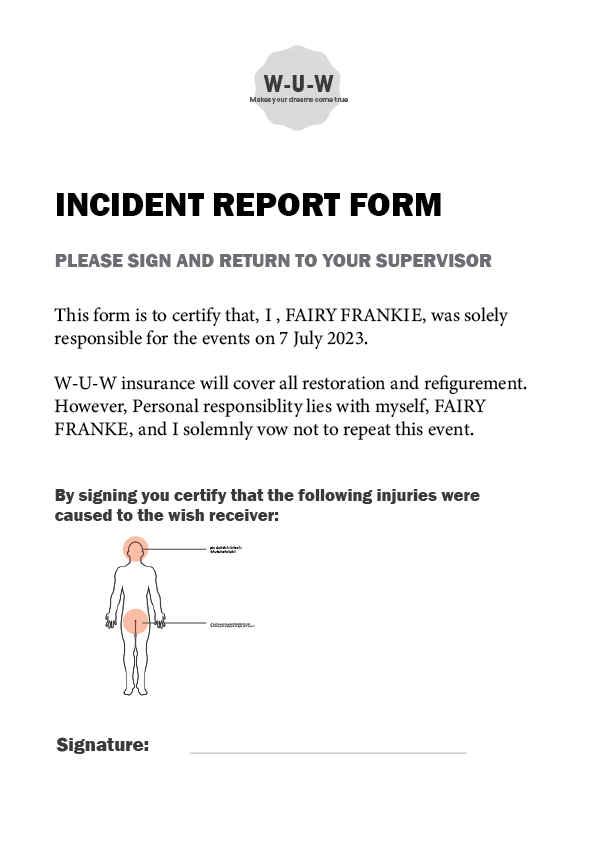 W-U-W
Makes your dreams come true
INCIDENT REPORT FORM
PLEASE SIGN AND RETURN TO YOUR SUPERVISOR
This form is to certify that, I , FAIRY FRANKIE, was solely
responsible for the events on 7 July 2023.
W-U-W insurance will cover all restoration and refigurement.
However, Personal responsiblity lies with myself, FAIRY
FRANKE, and I solemnly vow not to repeat this event.
By signing you certify that the following injuries were
caused to the wish receiver:
Signature: